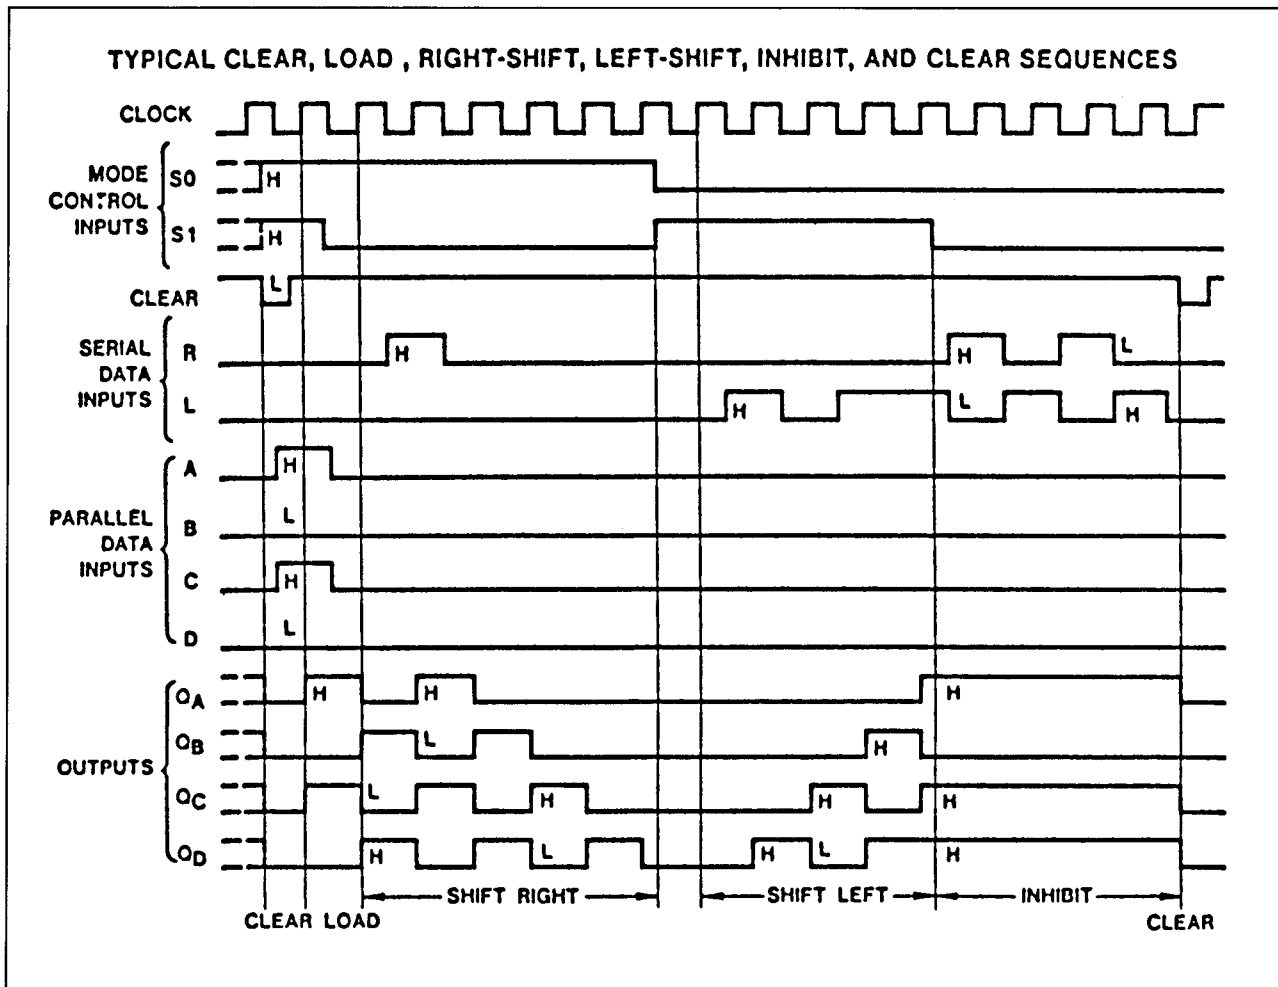 TYPICAL CLEAR, LOAD , RIGHT-SHIFT, LEFT-SHIFT, INHIBIT, AND CLEAR SEQUENCES
CLOCK
MODE CONTROL INPUTS
S0
H
S1
H
CLEAR
L
SERIAL DATA INPUTS
R
H
H
L
L
H
L
H
PARALLEL DATA INPUTS
A
H
B
L
C
H
D
L
OUTPUTS
QA
H
H
H
QB
L
H
QC
L
H
H
H
QD
H
L
H
L
H
SHIFT RIGHT
SHIFT LEFT
INHIBIT
CLEAR LOAD
CLEAR